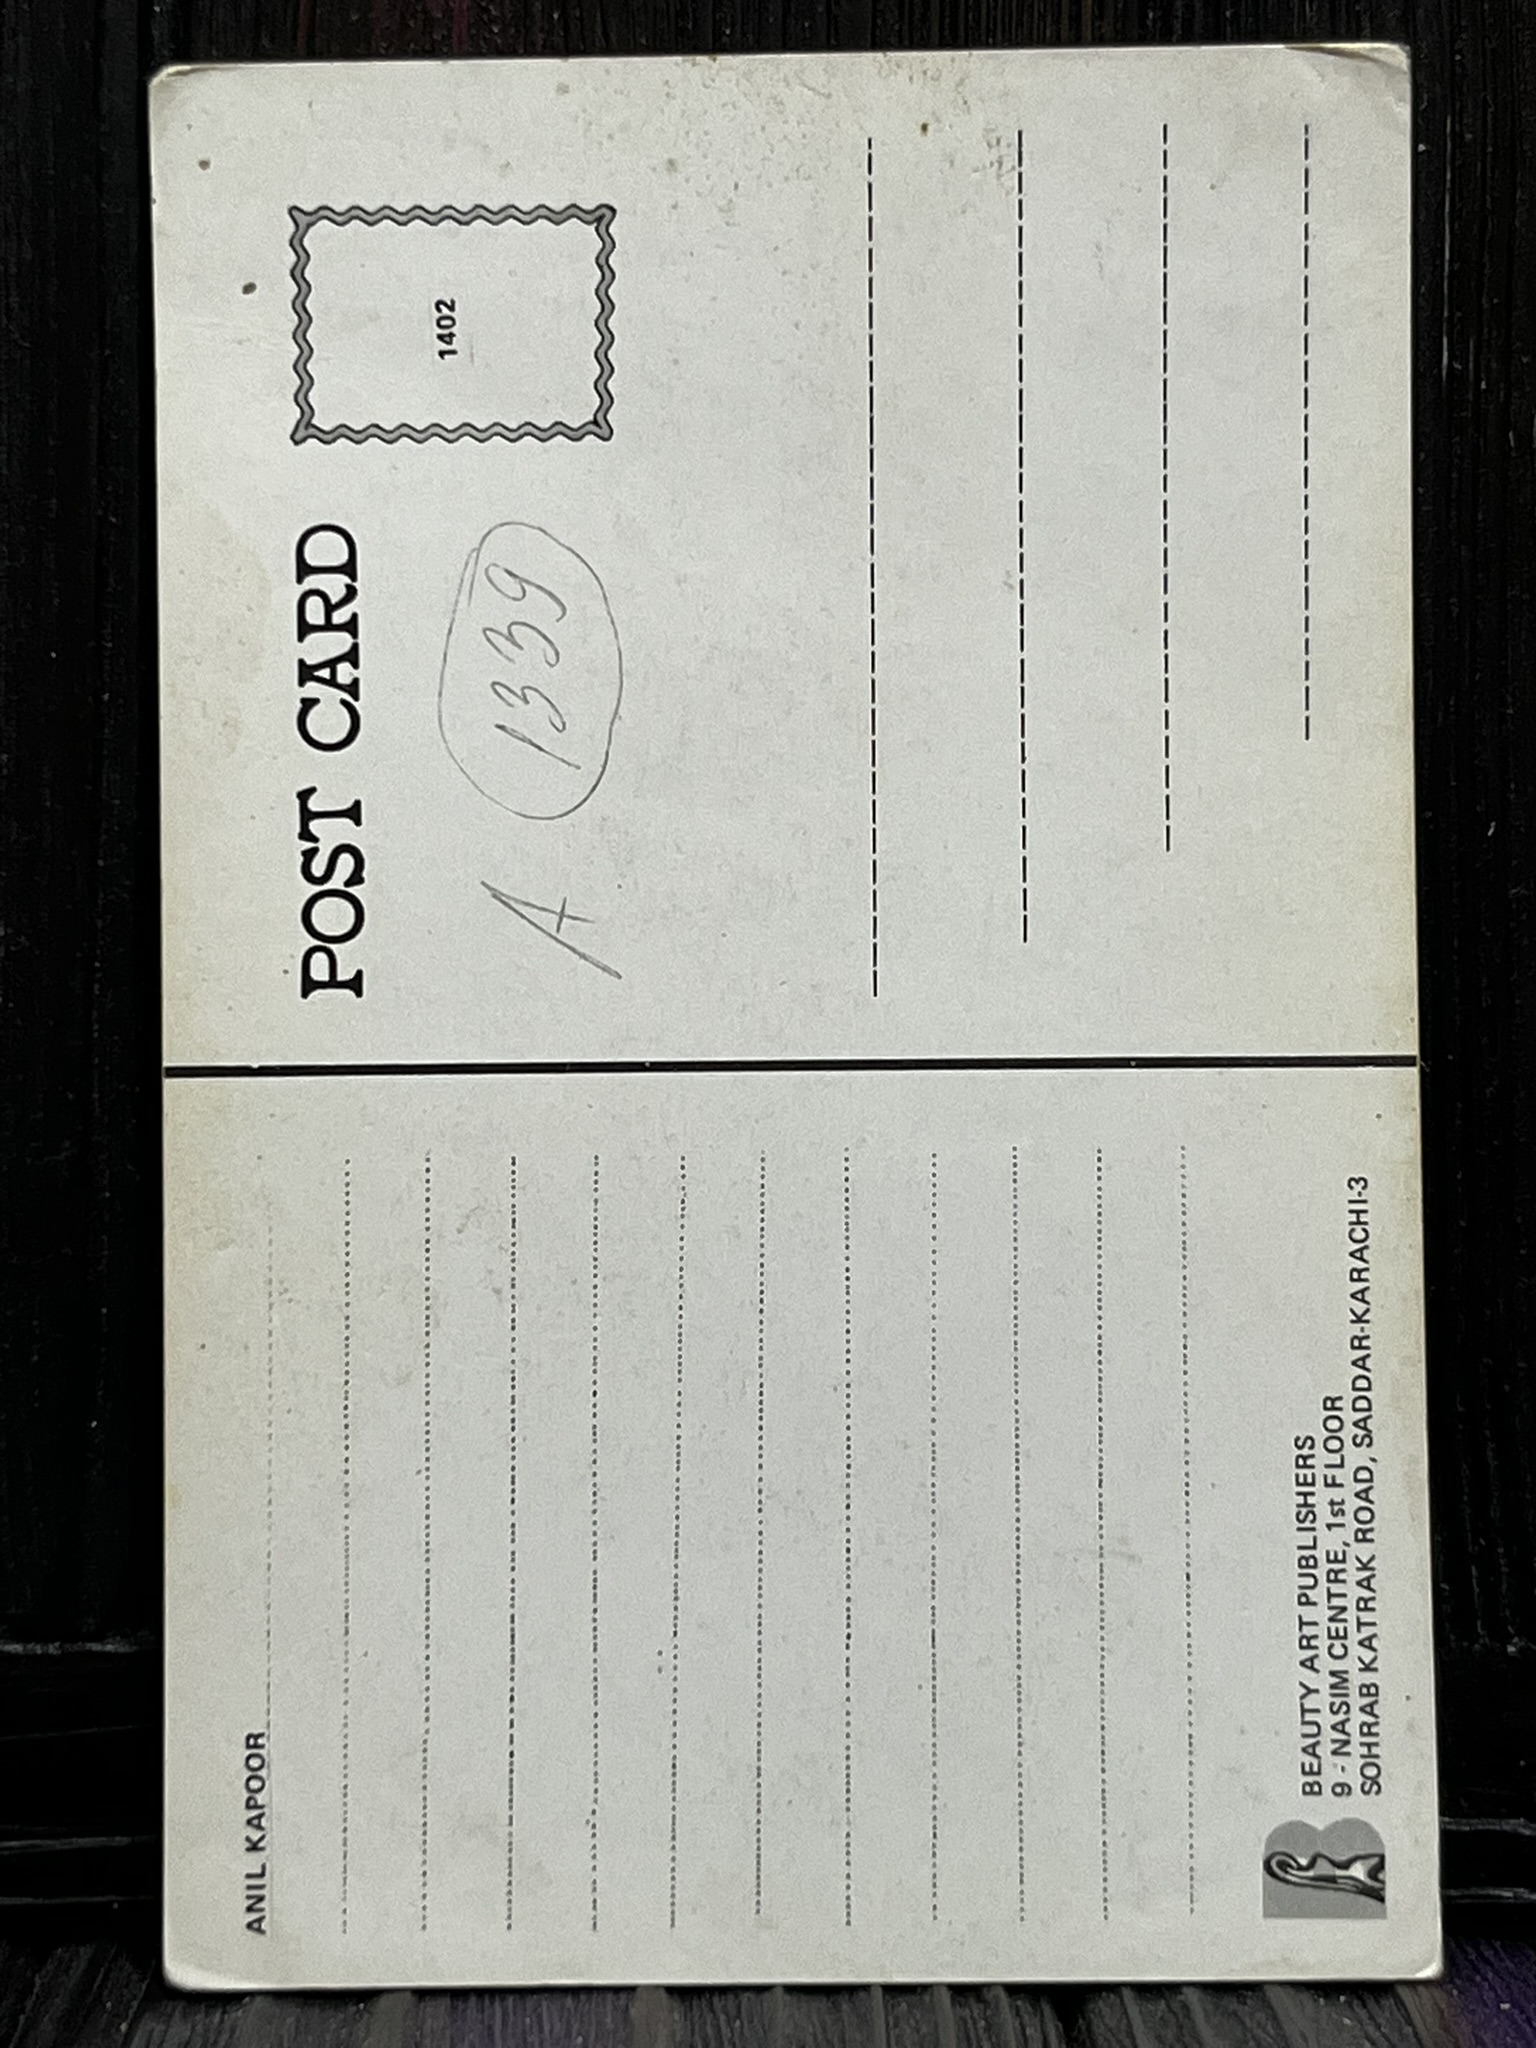 ANIL KAPOOR
BEAUTY ART PUBLISHERS
9 - NASIM CENTRE, 1st FLOOR
SOHRAB KATRAK ROAD, SADDAR-KARACHI-3
POST CARD
1402
A 1339